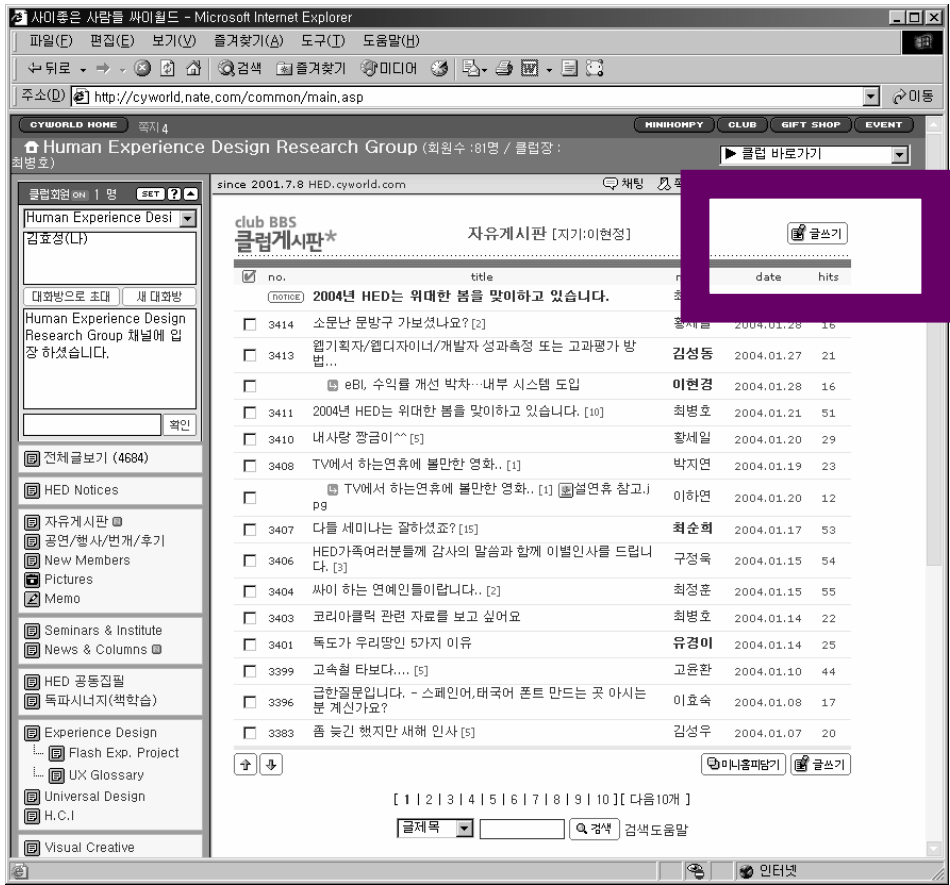 사이좋은 사람들 싸이월드 - Microsoft Internet Explorer
파일(F) 편집(E) 보기(V) 즐겨찾기(A) 도구(T) 도움말(H)
뒤로 검색 즐겨찾기 미디어
주소(D) http://cyworld.nate.com/common/main.asp 이동
CYWORLD HOME 쪽지 4 MINIHOMPY CLUB GIFT SHOP EVENT
Human Experience Design Research Group (회원수 :81명 / 클럽장 :
최병호)
▶ 클럽 바로가기
클럽회원 ON 1 명 SET ?
Human Experience Desi
김효성(나)
대화방으로 초대 새 대화방
Human Experience Design
Research Group 채널에 입
장 하셨습니다.
확인
전체글보기 (4684)
HED Notices
자유게시판
공연/행사/번개/후기
New Members
Pictures
Memo
Seminars & Institute
News & Columns
HED 공동집필
독파시너지(책학습)
Experience Design
Flash Exp. Project
UX Glossary
Universal Design
H.C.I
Visual Creative
since 2001.7.8 HED.cyworld.com 채팅
club BBS
클럽게시판* 자유게시판 [지기:이현정] 글쓰기
no. title date hits
NOTICE 2004년 HED는 위대한 봄을 맞이하고 있습니다.
3414 소문난 문방구 가보셨나요? [2] 황세일 2004.01.28 16
3413 웹기획자/웹디자이너/개발자 성과측정 또는 고과평가 방
법... 김성동 2004.01.27 21
eBI, 수익률 개선 박차…내부 시스템 도입 이현경 2004.01.28 16
3411 2004년 HED는 위대한 봄을 맞이하고 있습니다. [10] 최병호 2004.01.21 51
3410 내사랑 짱금이^^ [5] 황세일 2004.01.20 29
3408 TV에서 하는연휴에 볼만한 영화.. [1] 박지연 2004.01.19 23
TV에서 하는연휴에 볼만한 영화.. [1] 설연휴 참고.j
pg 이하연 2004.01.20 12
3407 다들 세미나는 잘하셨죠? [15] 최순희 2004.01.17 53
3406 HED가족여러분들께 감사의 말씀과 함께 이별인사를 드립니
다. [3] 구정욱 2004.01.15 54
3404 싸이 하는 연예인들이랍니다.. [2] 최정훈 2004.01.15 55
3403 코리아클릭 관련 자료를 보고 싶어요 최병호 2004.01.14 22
3401 독도가 우리땅인 5가지 이유 유경이 2004.01.14 25
3399 고속철 타보다.... [5] 고윤환 2004.01.10 44
3396 급한질문입니다. - 스페인어,태국어 폰트 만드는 곳 아시는
분 계신가요? 이효숙 2004.01.08 17
3383 좀 늦긴 했지만 새해 인사 [5] 김성우 2004.01.07 20
미니홈피담기 글쓰기
[ 1 | 2 | 3 | 4 | 5 | 6 | 7 | 8 | 9 | 10 ][ 다음10개 ]
글제목 검색 검색도움말
인터넷